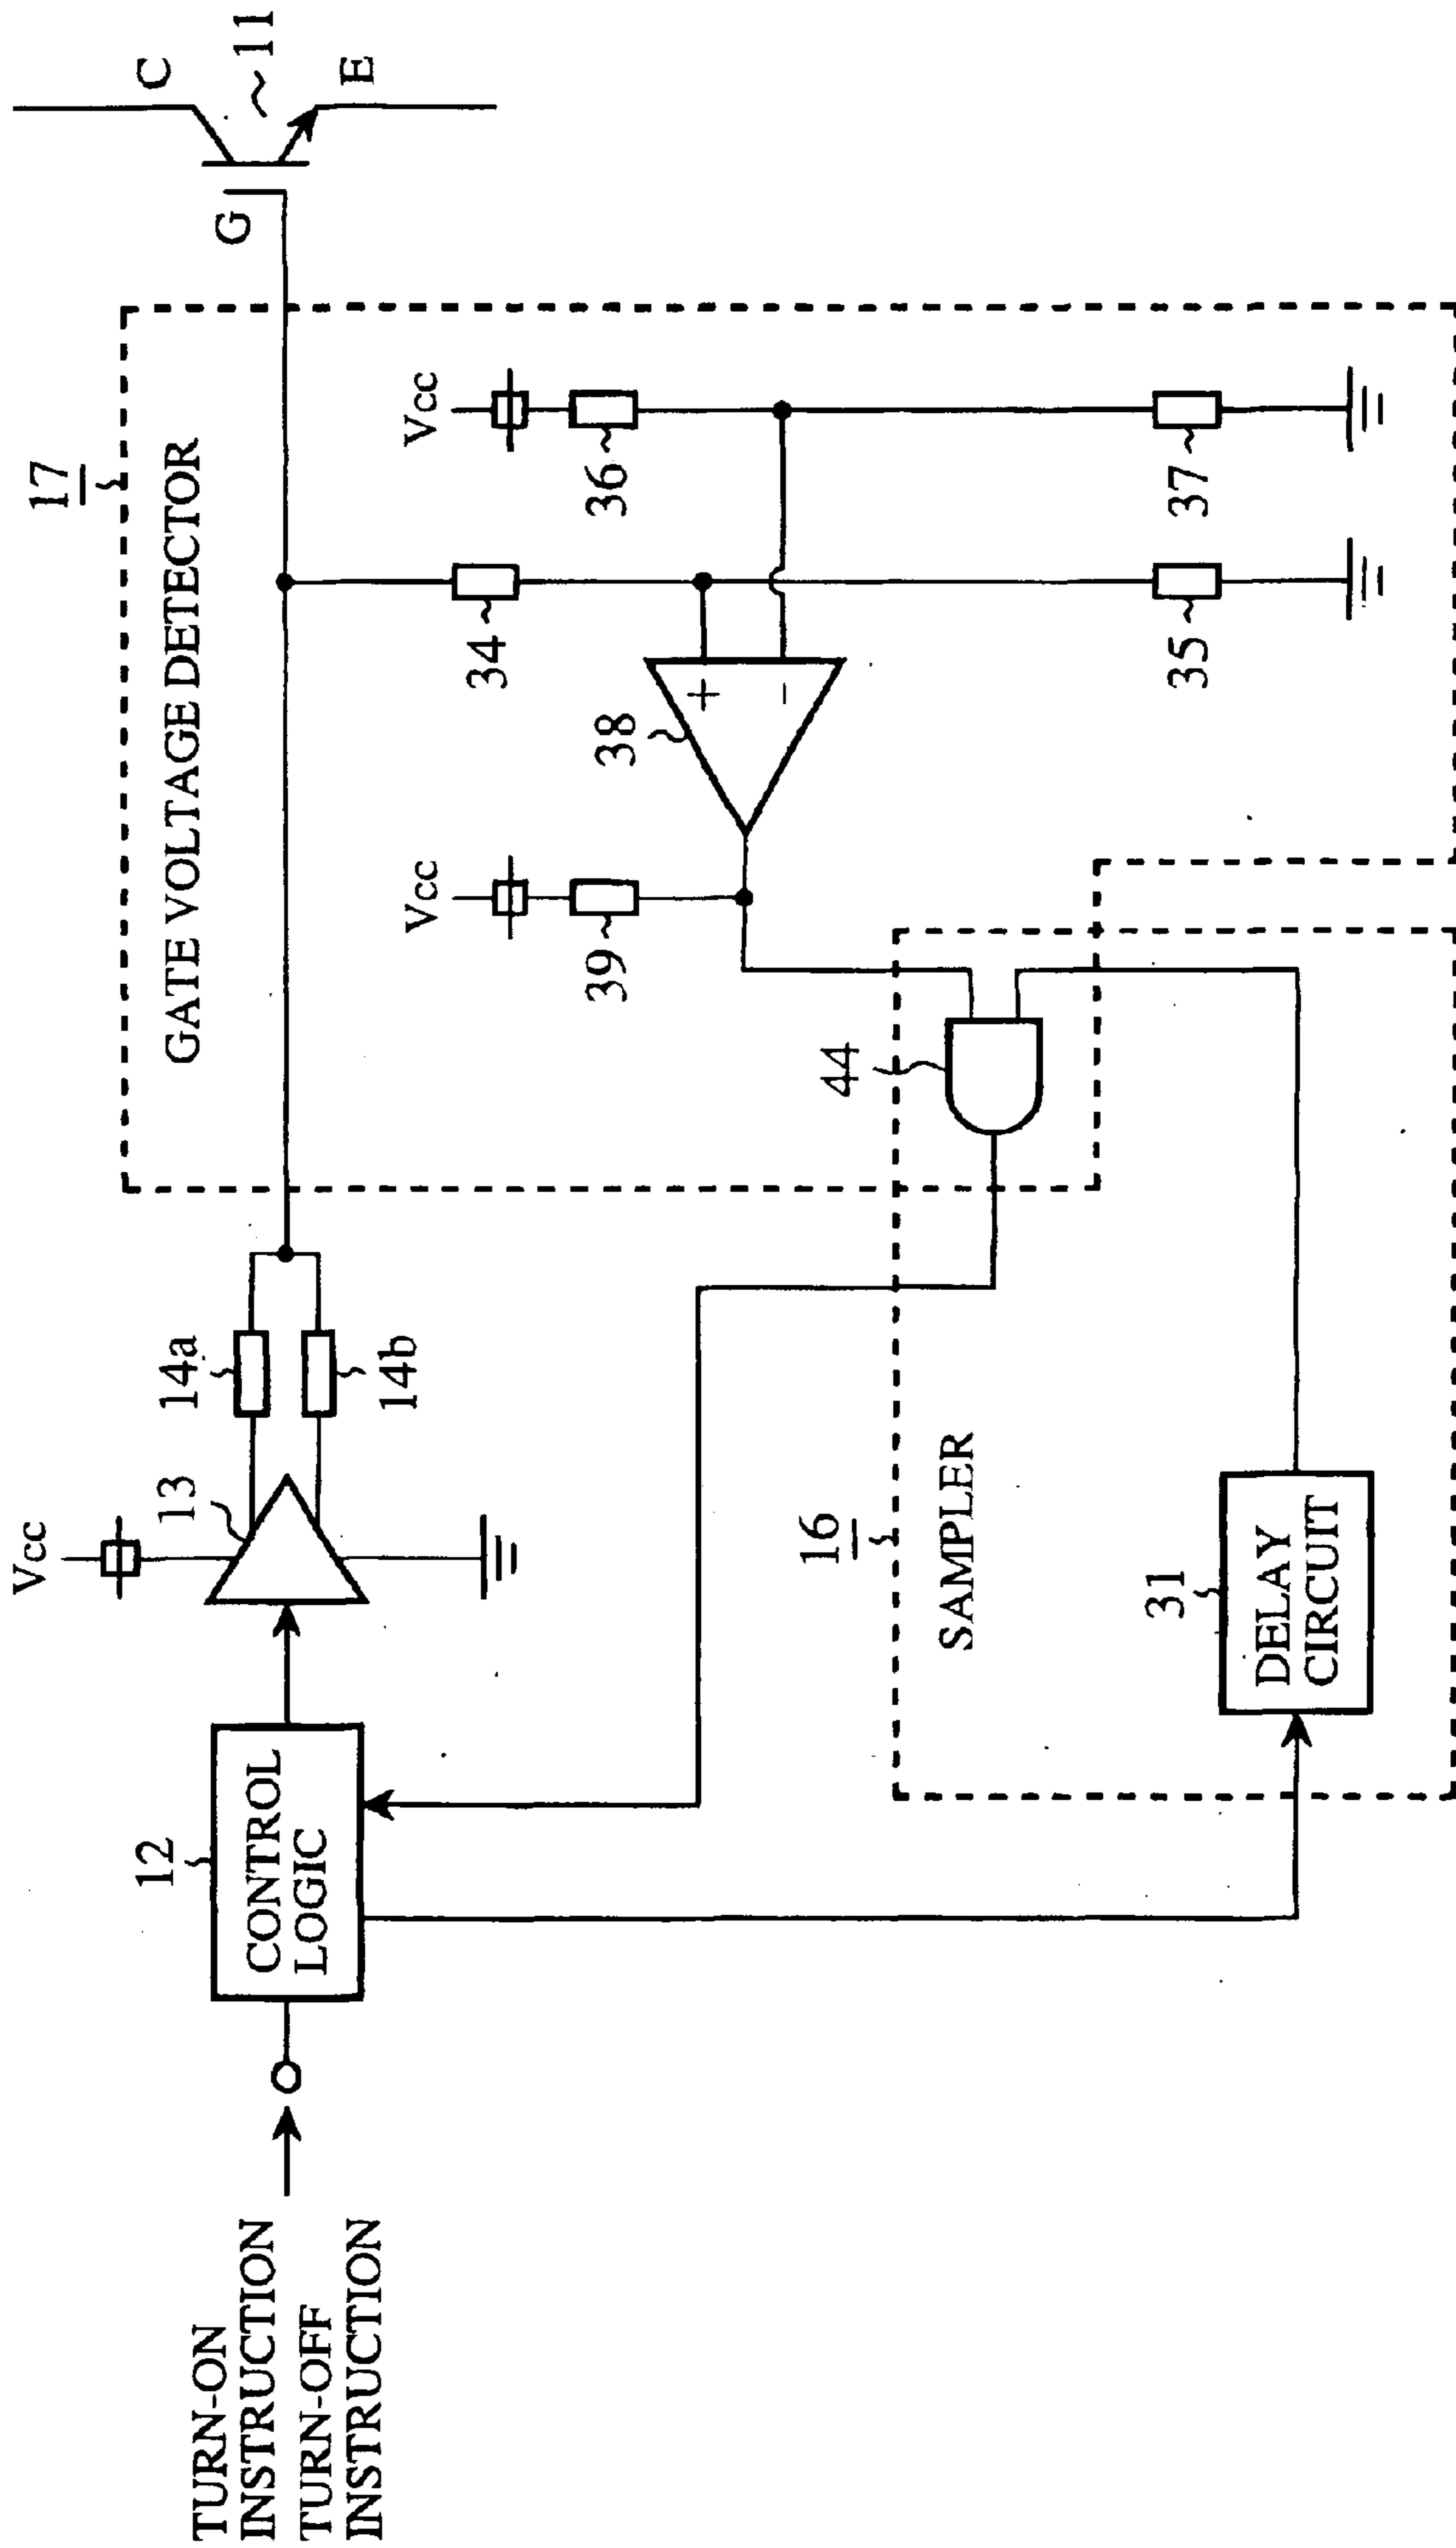 TURN-ON
INSTRUCTION
TURN-OFF
INSTRUCTION
12
CONTROL
LOGIC
Vcc
13
14a
14b
17
GATE VOLTAGE DETECTOR
G
C
11
E
Vcc
39
38
+
-
34
35
Vcc
36
37
44
16
SAMPLER
31
DELAY
CIRCUIT